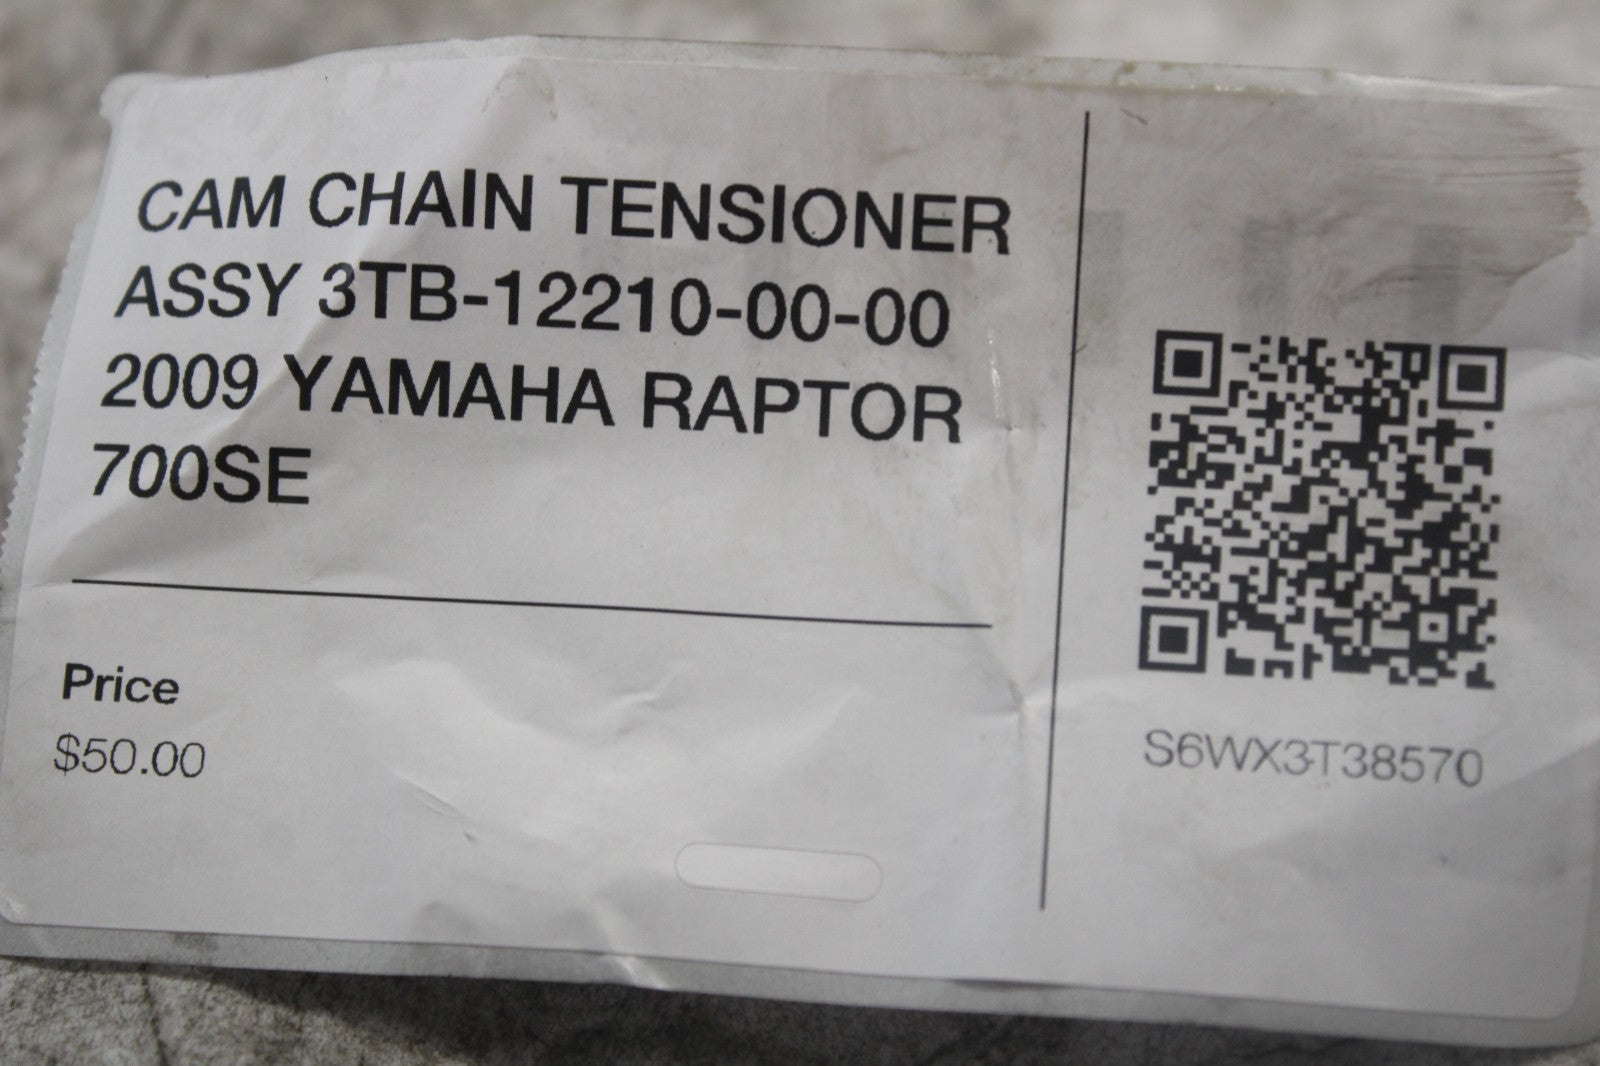 CAM CHAIN TENSIONER
ASSY 3TB-12210-00-00
2009 YAMAHA RAPTOR
700SE
Price
$50.00
S6WX3T38570